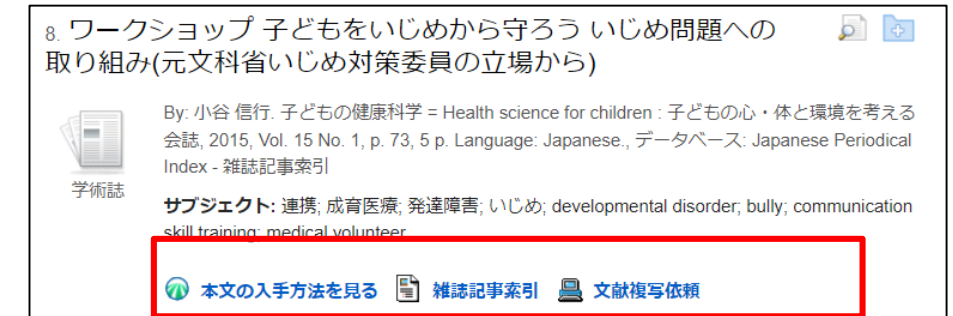 8. ワークショップ 子どもをいじめから守ろう いじめ問題への
取り組み(元文科省いじめ対策委員の立場から)
By: 小谷 信行. 子どもの健康科学 = Health science for children : 子どもの心・体と環境を考える
会誌, 2015, Vol. 15 No. 1, p. 73, 5 p. Language: Japanese., データベース: Japanese Periodical
Index - 雑誌記事索引
学術誌
サブジェクト: 連携; 成育医療; 発達障害; いじめ; developmental disorder; bully; communication
skill training; medical volunteer
本文の入手方法を見る 雑誌記事索引 文献複写依頼